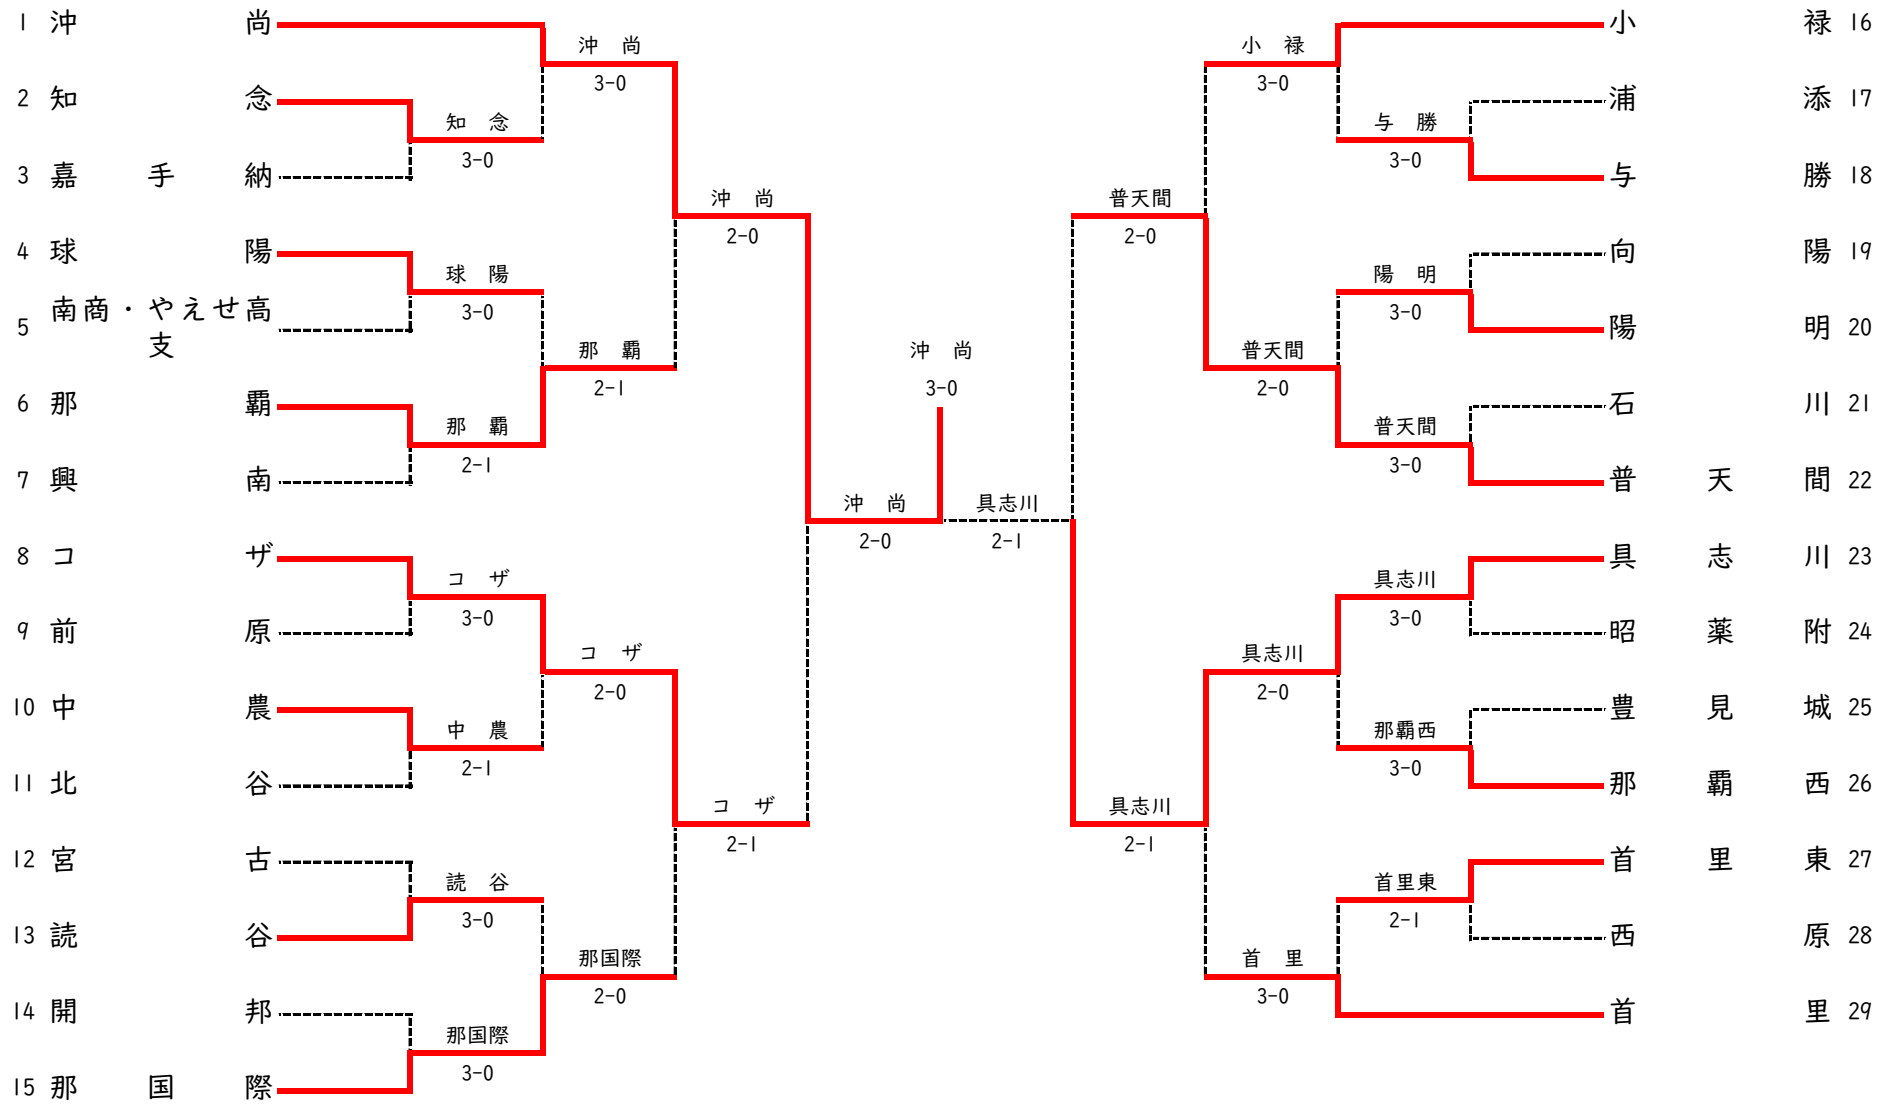 1 沖 尚
2 知 念
3 嘉 手 納
4 球 陽
5 南商・やえせ高
支
6 那 覇
7 興 南
8 コ ザ
9 前 原
10 中 農
11 北 谷
12 宮 古
13 読 谷
14 開 邦
15 那 国 際
知 念
3-0
球 陽
3-0
那 覇
2-1
コ ザ
3-0
中 農
2-1
読 谷
3-0
那国際
3-0
沖 尚
3-0
那 覇
2-1
コ ザ
2-0
那国際
2-0
沖 尚
2-0
コ ザ
2-1
沖 尚
2-0
沖 尚
3-0
具志川
2-1
普天間
2-0
具志川
2-1
小 禄
3-0
普天間
2-0
具志川
2-0
首 里
3-0
与 勝
3-0
陽 明
3-0
普天間
3-0
具志川
3-0
那覇西
3-0
首里東
2-1
小 禄 16
浦 添 17
与 勝 18
向 陽 19
陽 明 20
石 川 21
普 天 間 22
具 志 川 23
昭 薬 附 24
豊 見 城 25
那 覇 西 26
首 里 東 27
西 原 28
首 里 29